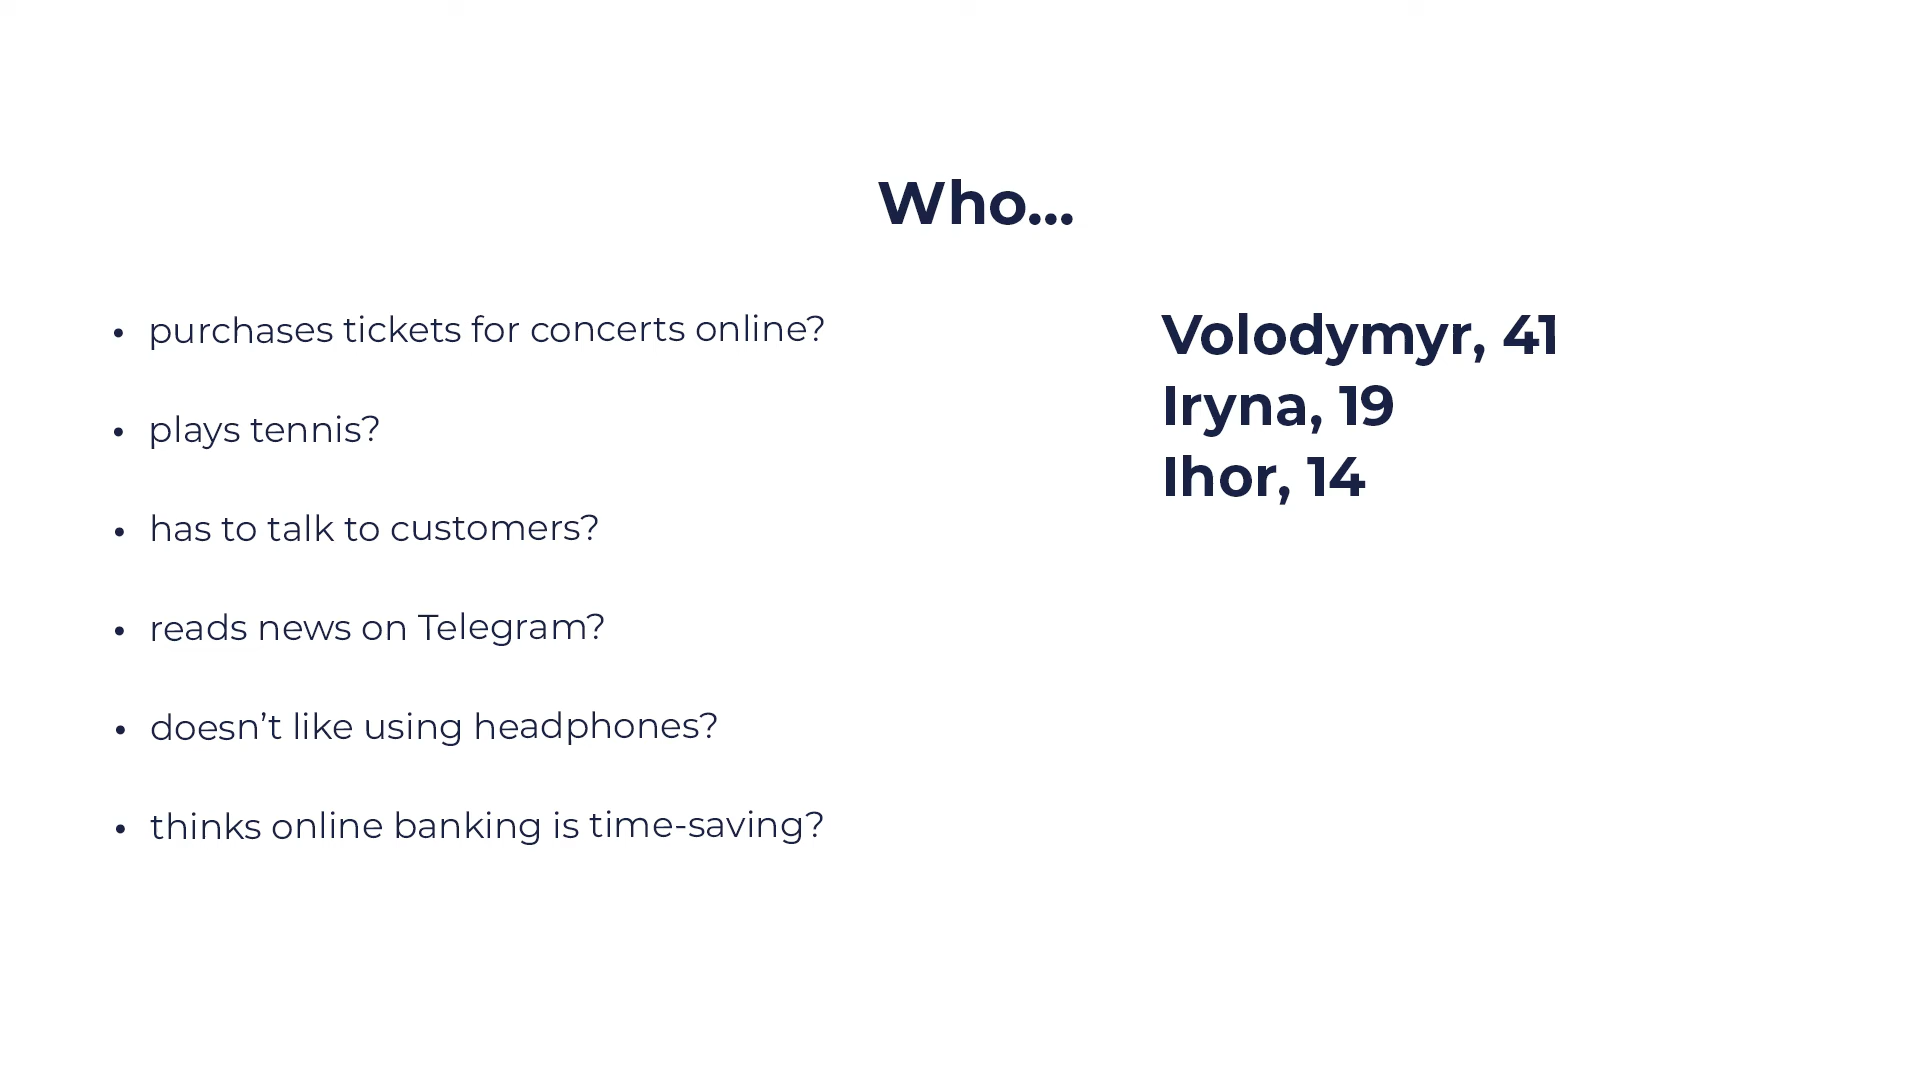 Who...
• purchases tickets for concerts online?
• plays tennis?
• has to talk to customers?
• reads news on Telegram?
• doesn’t like using headphones?
• thinks online banking is time-saving?
Volodymyr, 41
Iryna, 19
Ihor, 14